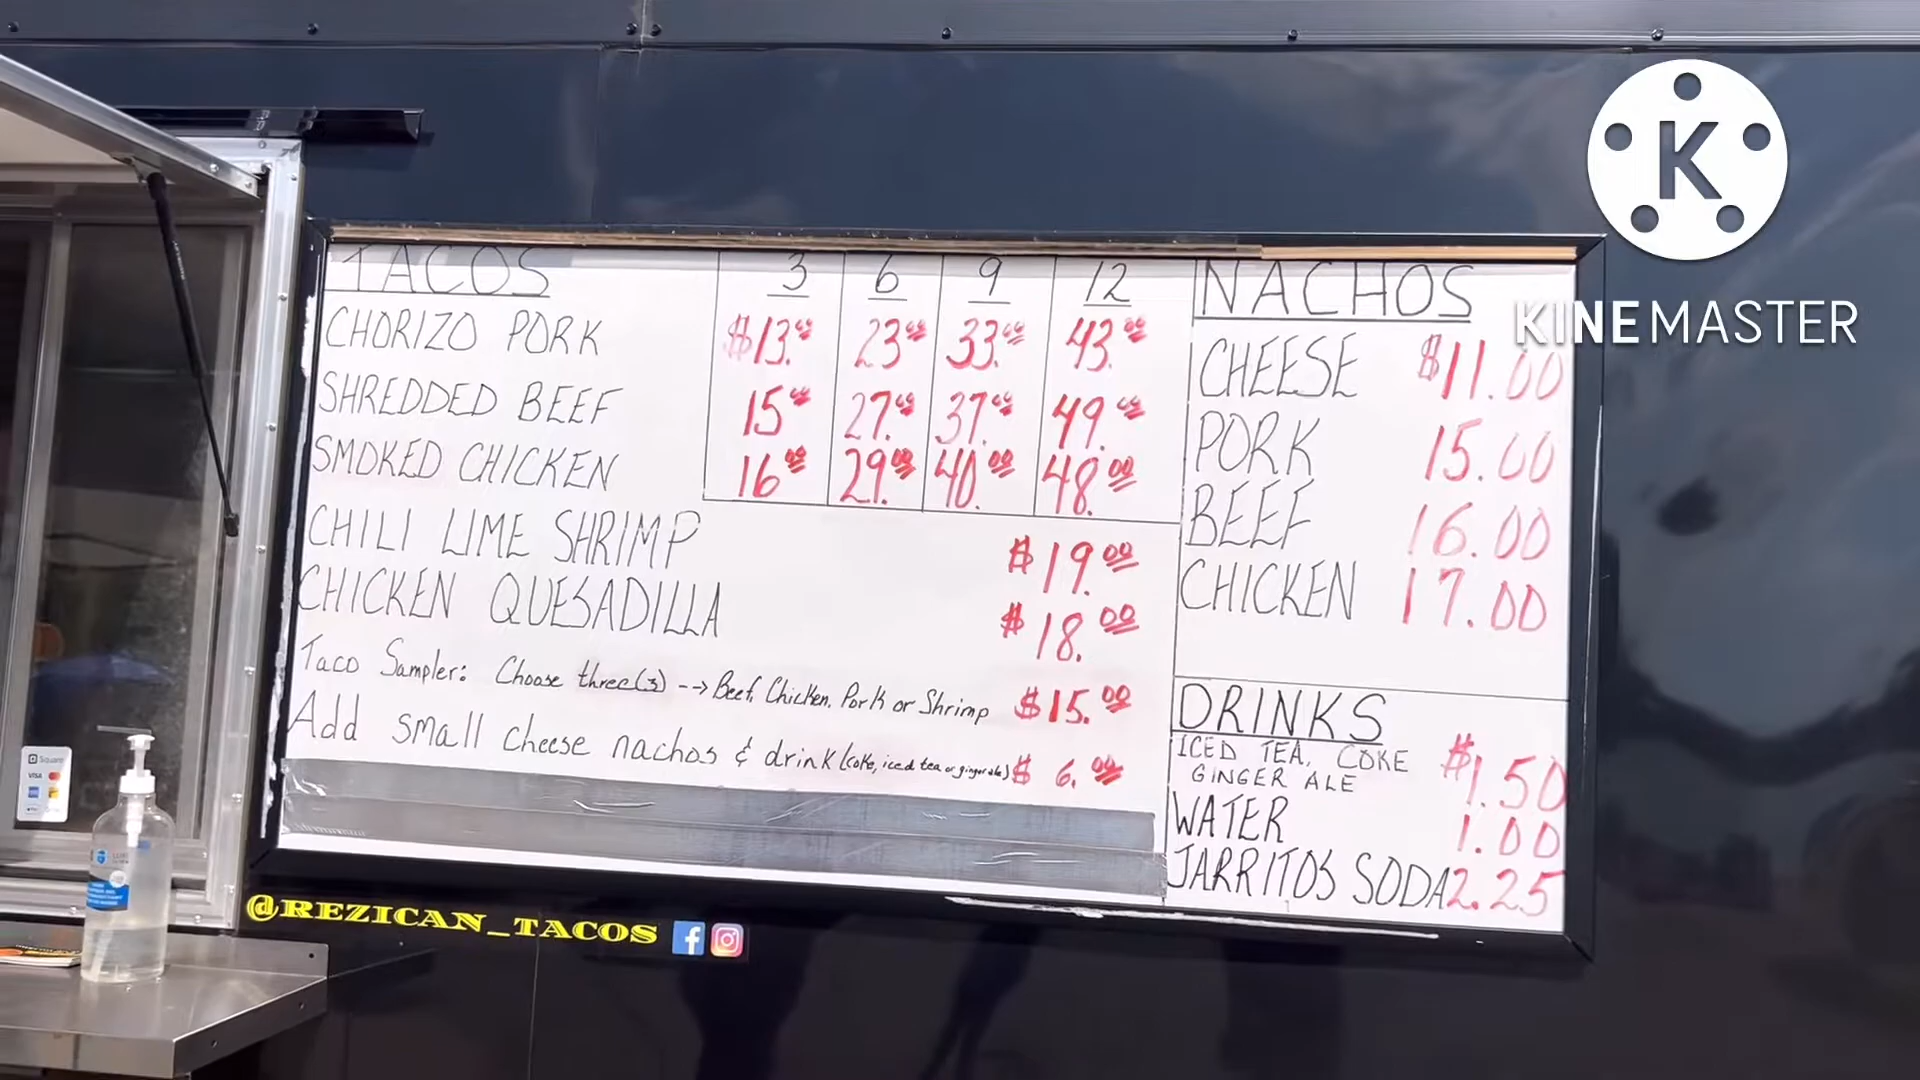 TACOS 3 6 9 12
CHORIZO PORK $13.00 23.00 33.00 43.00
SHREDDED BEEF 15.00 27.00 37.00 49.00
SMOKED CHICKEN 16.00 29.00 40.00 48.00
CHILI LIME SHRIMP $19.00
CHICKEN QUESADILLA $18.00
Taco Sampler: Choose three(3) --> Beef, Chicken, Pork or Shrimp $15.00
Add small cheese nachos & drink (coke, iced tea or ginger ale) $6.00
NACHOS
CHEESE $11.00
PORK 15.00
BEEF 16.00
CHICKEN 17.00
DRINKS
ICED TEA, COKE
GINGER ALE $1.50
WATER 1.00
JARRITOS SODA 2.25
@REZICAN_TACOS
Square
VISA
K
KINEMASTER